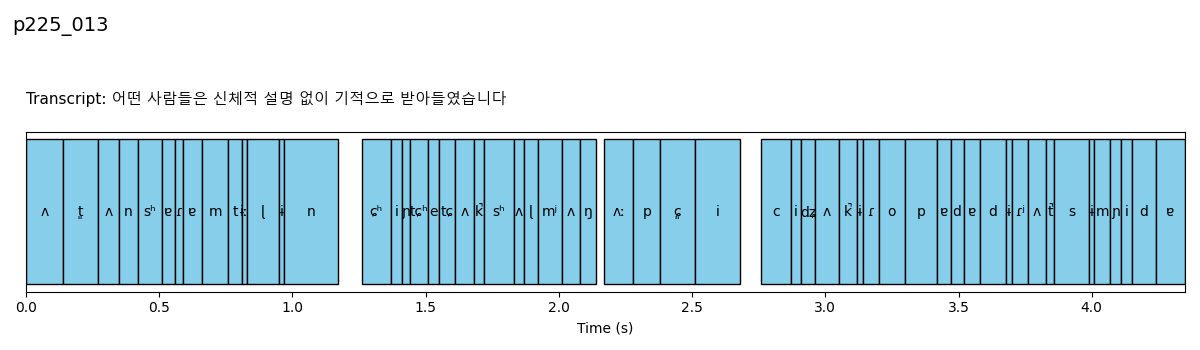 p225_013
Transcript: 어떤 사람들은 신체적 설명 없이 기적으로 받아들였습니다
ʌ t͈ ʌ n sʰ ɐ ɾ ɐ m t ɨː ɭ ɨ n ɕʰ i ɲ tɕʰ e tɕ ʌ k̚ sʰ ʌ ɭ mʲ ʌ ŋ ʌː p ɕ͈ i c i dʑ ʌ k̚ ɨ ɾ o p ɐ d ɐ d ɨ ɾʲ ʌ t̚ s ɨ m ɲ i d ɐ
0.0 0.5 1.0 1.5 2.0 2.5 3.0 3.5 4.0
Time (s)